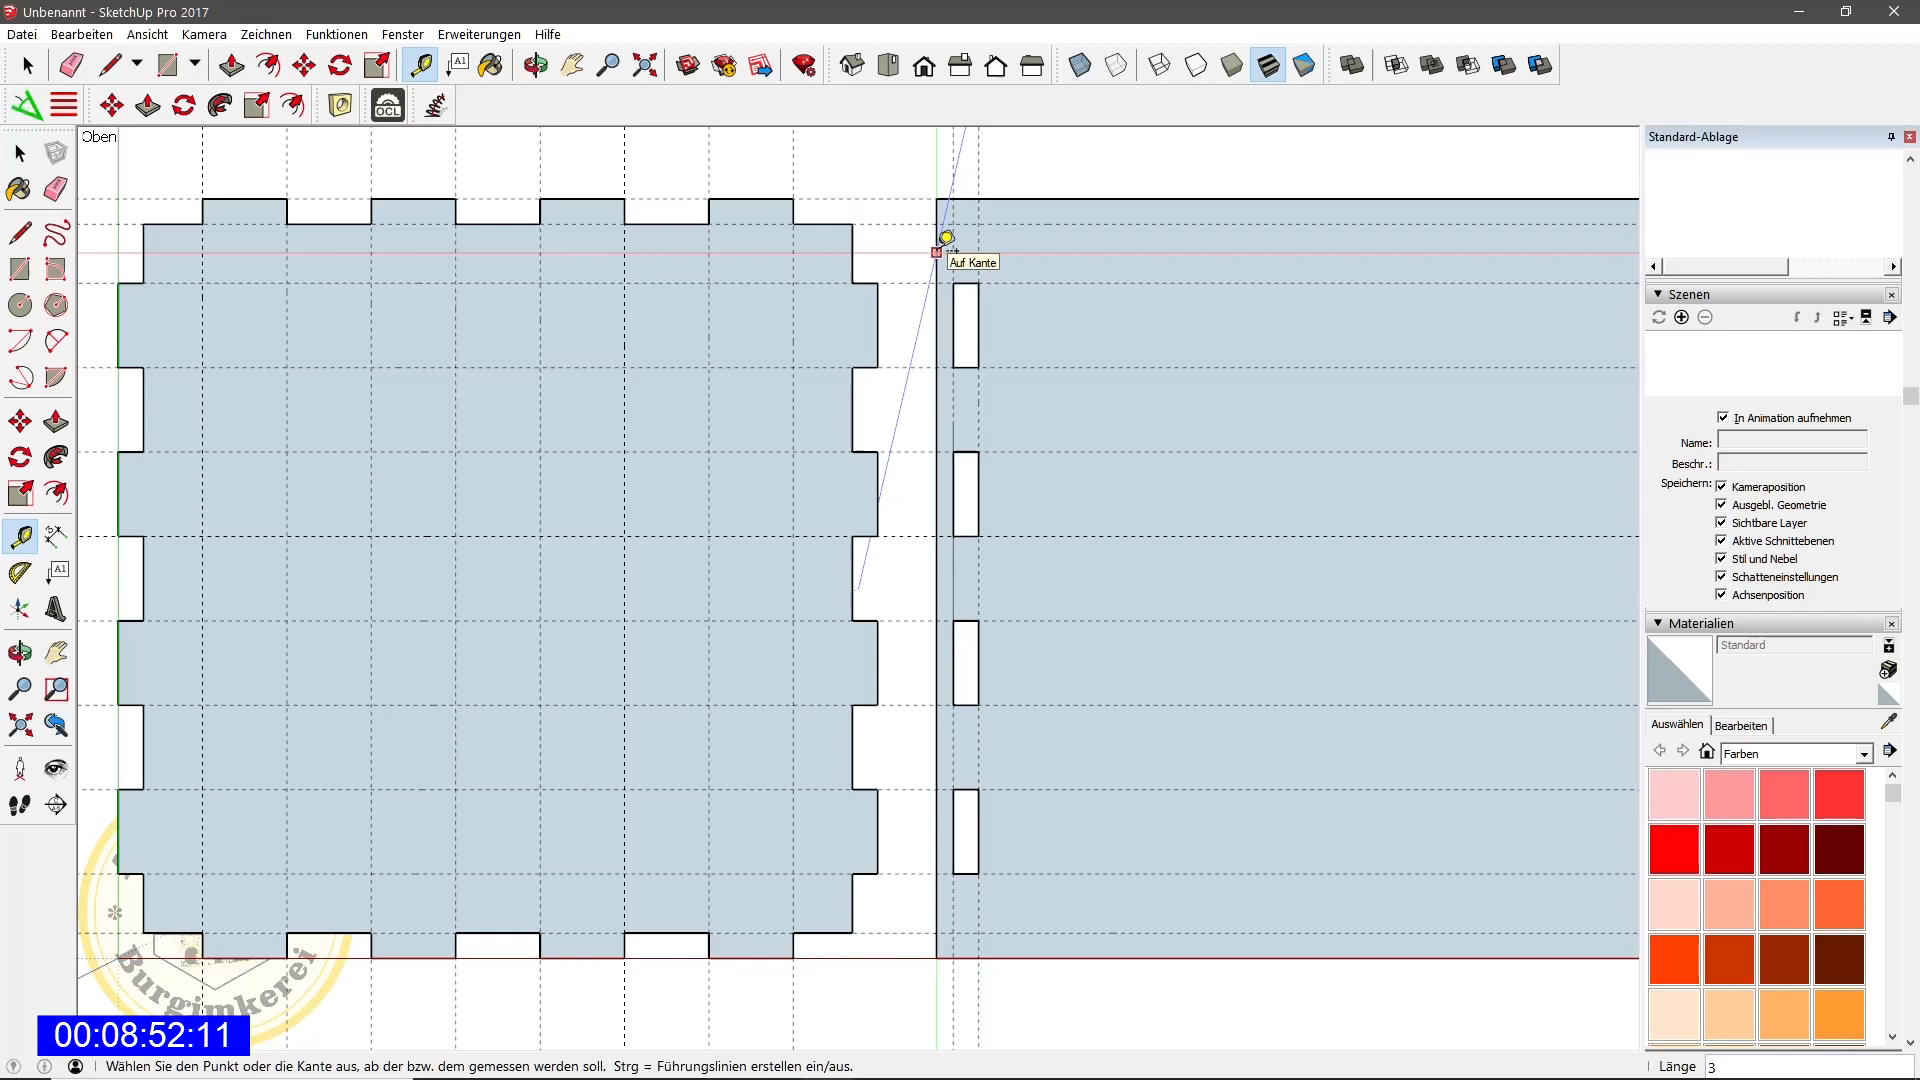 Unbenannt - SketchUp Pro 2017
Datei Bearbeiten Ansicht Kamera Zeichnen Funktionen Fenster Erweiterungen Hilfe
A1
OCL
Oben
Standard-Ablage
Auf Kante
Szenen
In Animation aufnehmen
Name:
Beschr.:
Speichern:
Kameraposition
Ausgebl. Geometrie
Sichtbare Layer
Aktive Schnittebenen
Stil und Nebel
Schatteneinstellungen
Achsenposition
A1
Materialien
Standard
Auswählen Bearbeiten
Farben
Burgimkerei
00:08:52:11
Wählen Sie den Punkt oder die Kante aus, ab der bzw. dem gemessen werden soll. Strg = Führungslinien erstellen ein/aus.
Länge 3